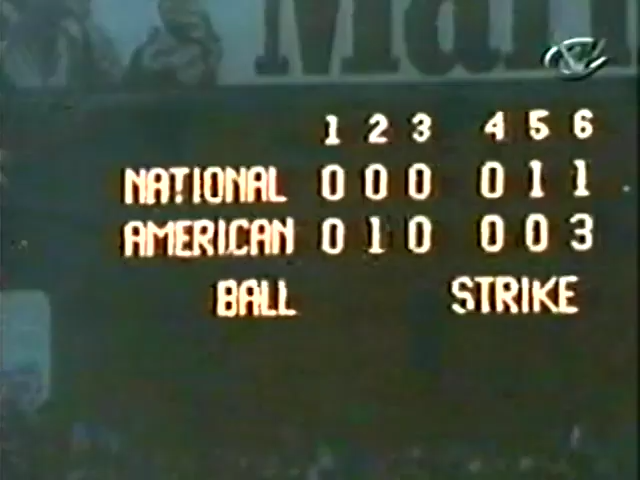 Marl
1 2 3 4 5 6
NATIONAL 0 0 0 0 1 1
AMERICAN 0 1 0 0 0 3
BALL STRIKE